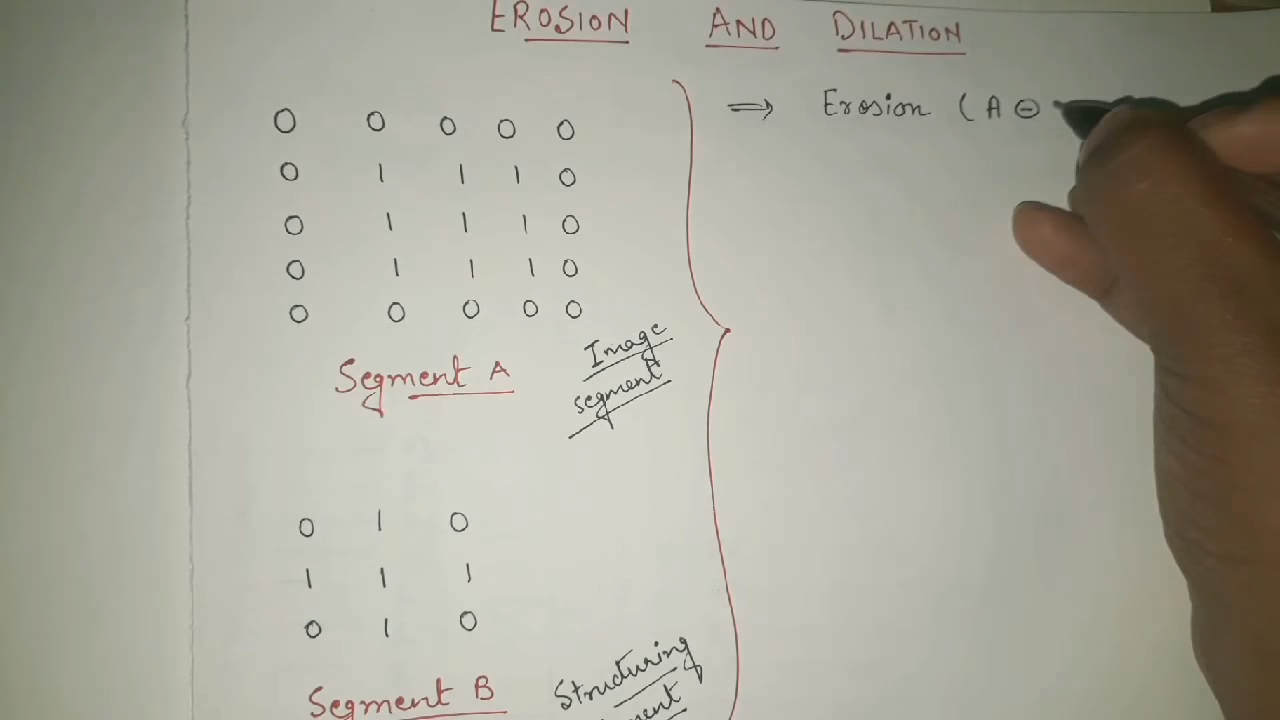 EROSION AND DILATION
0 0 0 0 0
0 1 1 1 0
0 1 1 1 0
0 1 1 1 0
0 0 0 0 0
Segment A
Image
segment
0 1 0
1 1 1
0 1 0
Segment B
Structuring
⇒ Erosion (A ⊖